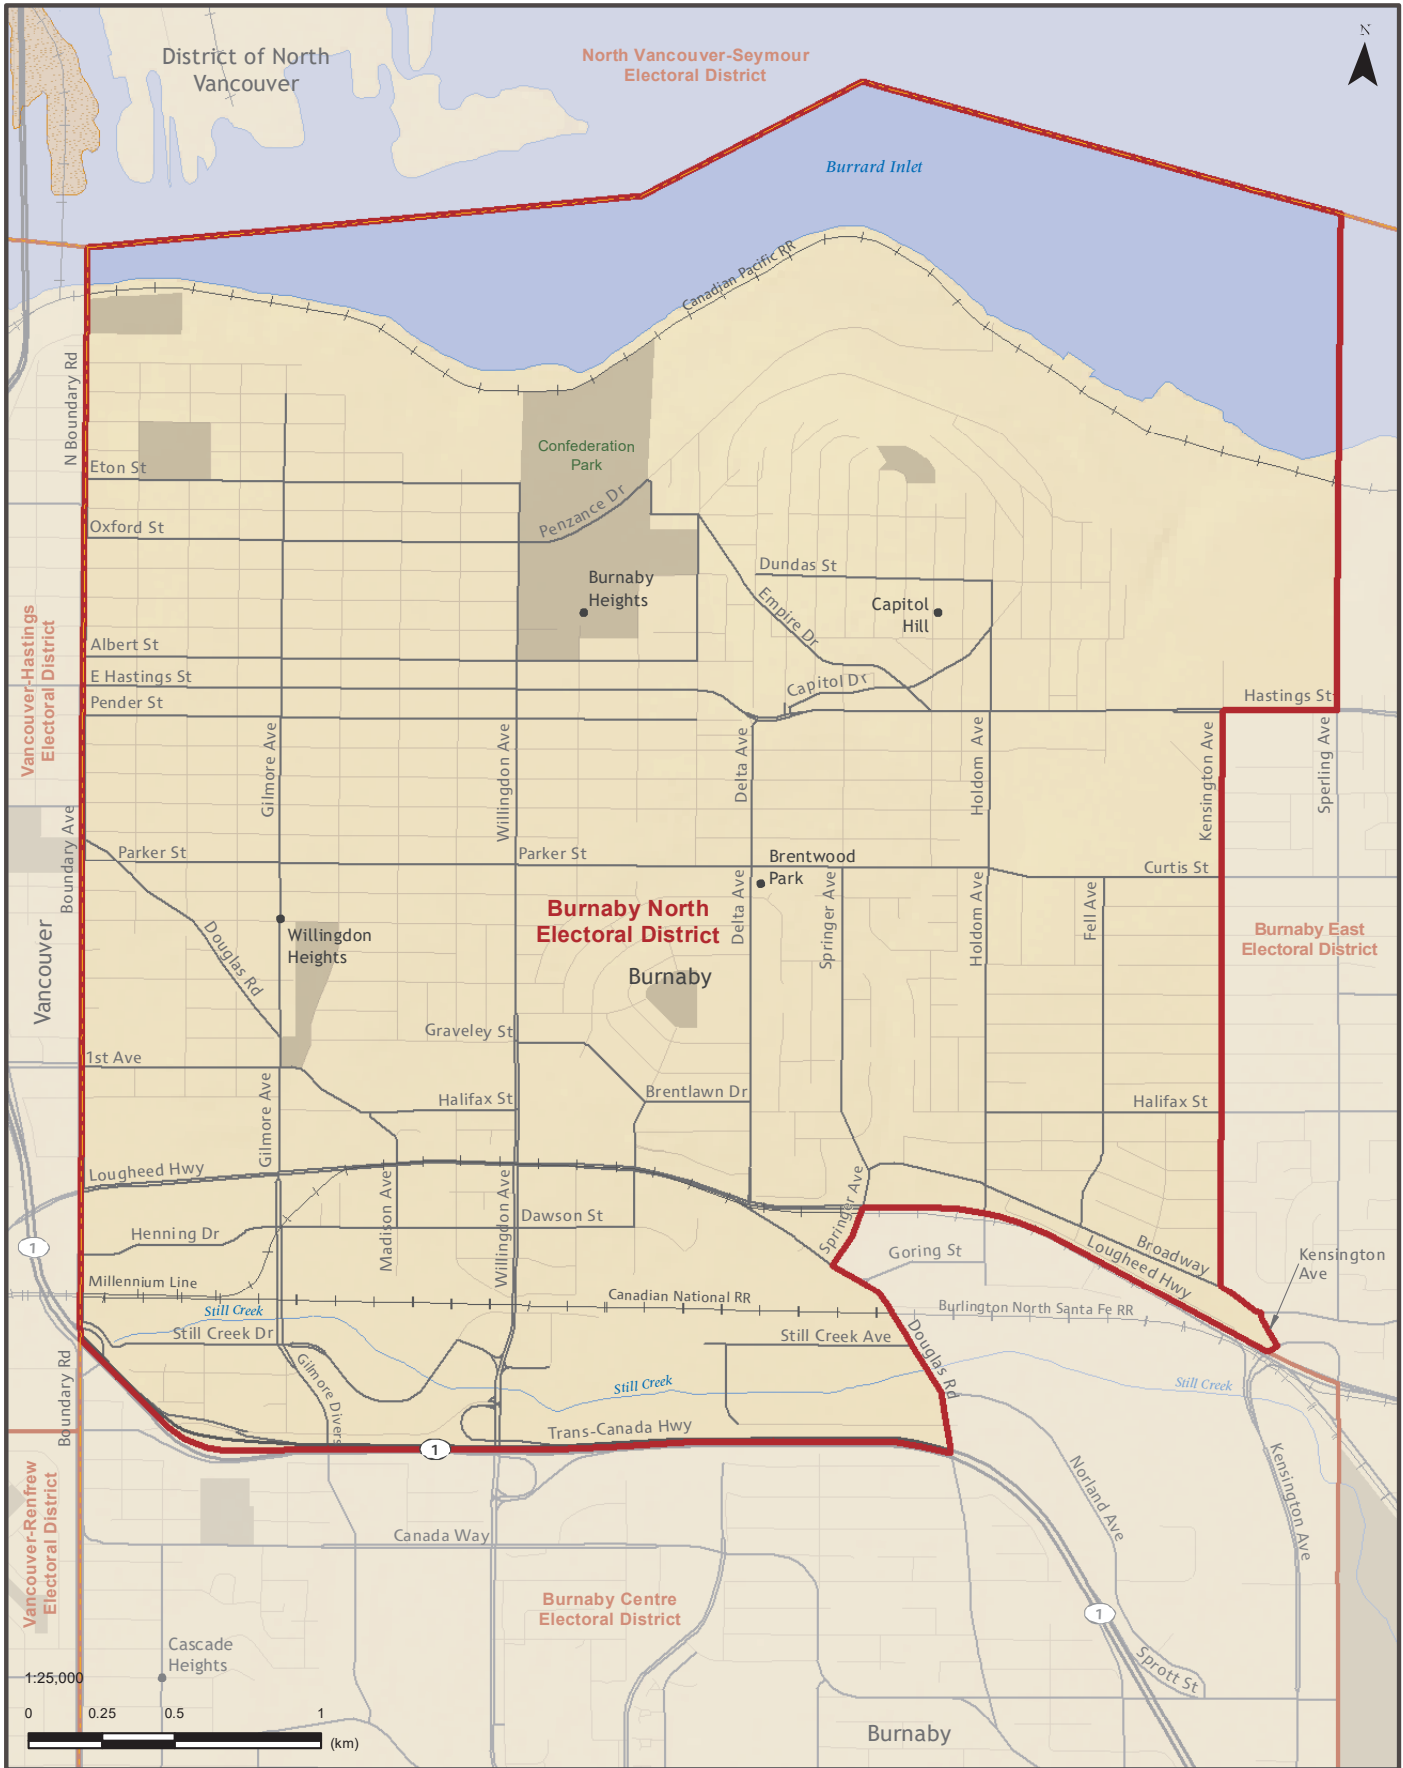 N
District of North
Vancouver
North Vancouver-Seymour
Electoral District
Burrard Inlet
Canadian Pacific RR
N Boundary Rd
Confederation
Park
Eton St
Penzance Dr
Oxford St
Dundas St
Burnaby
Heights
Empire Dr
Capitol
Hill
Vancouver-Hastings
Electoral District
Albert St
E Hastings St
Capitol Dr
Pender St
Hastings St
Gilmore Ave
Willingdon Ave
Delta Ave
Holdom Ave
Kensington Ave
Sperling Ave
Boundary Ave
Parker St
Parker St
Brentwood
Park
Curtis St
Delta Ave
Springer Ave
Holdom Ave
Fell Ave
Vancouver
Douglas Rd
Willingdon
Heights
Burnaby North
Electoral District
Burnaby
Burnaby East
Electoral District
Graveley St
1st Ave
Gilmore Ave
Halifax St
Brentlawn Dr
Halifax St
Lougheed Hwy
Madison Ave
Willingdon Ave
Dawson St
Springer Ave
Henning Dr
1
Goring St
Lougheed Hwy
Broadway
Kensington
Ave
Millennium Line
Still Creek
Canadian National RR
Burlington North Santa Fe RR
Still Creek Dr
Still Creek Ave
Douglas Rd
Gilmore Divers
Still Creek
Still Creek
Boundary Rd
Trans-Canada Hwy
1
Norland Ave
Kensington Ave
Vancouver-Renfrew
Electoral District
Canada Way
Burnaby Centre
Electoral District
1
Cascade
Heights
Sprott St
1:25,000
0 0.25 0.5 1
(km)
Burnaby